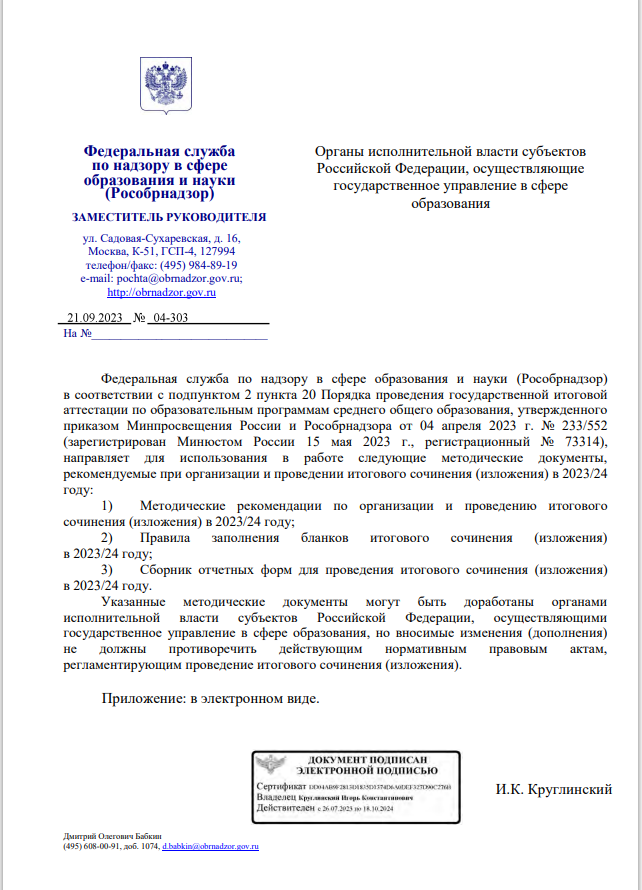 Федеральная служба
по надзору в сфере
образования и науки
(Рособрнадзор)
ЗАМЕСТИТЕЛЬ РУКОВОДИТЕЛЯ
ул. Садовая-Сухаревская, д. 16,
Москва, К-51, ГСП-4, 127994
телефон/факс: (495) 984-89-19
e-mail: pochta@obrnadzor.gov.ru;
http://obrnadzor.gov.ru
21.09.2023 № 04-303
На №
Органы исполнительной власти субъектов
Российской Федерации, осуществляющие
государственное управление в сфере
образования
Федеральная служба по надзору в сфере образования и науки (Рособрнадзор)
в соответствии с подпунктом 2 пункта 20 Порядка проведения государственной итоговой
аттестации по образовательным программам среднего общего образования, утвержденного
приказом Минпросвещения России и Рособрнадзора от 04 апреля 2023 г. № 233/552
(зарегистрирован Минюстом России 15 мая 2023 г., регистрационный № 73314),
направляет для использования в работе следующие методические документы,
рекомендуемые при организации и проведении итогового сочинения (изложения) в 2023/24
году:
1) Методические рекомендации по организации и проведению итогового
сочинения (изложения) в 2023/24 году;
2) Правила заполнения бланков итогового сочинения (изложения)
в 2023/24 году;
3) Сборник отчетных форм для проведения итогового сочинения (изложения)
в 2023/24 году.
Указанные методические документы могут быть доработаны органами
исполнительной власти субъектов Российской Федерации, осуществляющими
государственное управление в сфере образования, но вносимые изменения (дополнения)
не должны противоречить действующим нормативным правовым актам,
регламентирующим проведение итогового сочинения (изложения).
Приложение: в электронном виде.
ДОКУМЕНТ ПОДПИСАН
ЭЛЕКТРОННОЙ ПОДПИСЬЮ
Сертификат
Владелец Круглинский Игорь Константинович
Действителен с 26.07.2023 по 18.10.2024
И.К. Круглинский
Дмитрий Олегович Бабкин
(495) 608-00-91, доб. 1074, d.babkin@obrnadzor.gov.ru